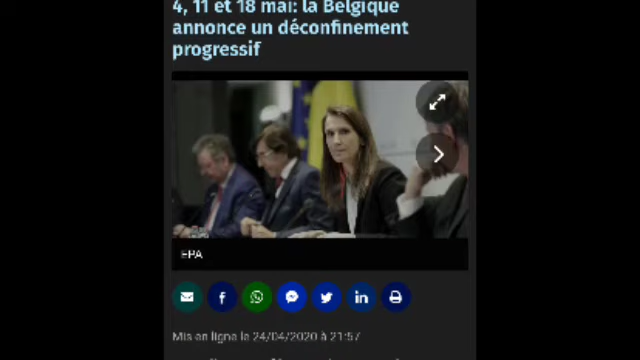 4, 11 et 18 mai: la Belgique
annonce un déconfinement
progressif
EPA
Mis en ligne le 24/04/2020 à 21:57